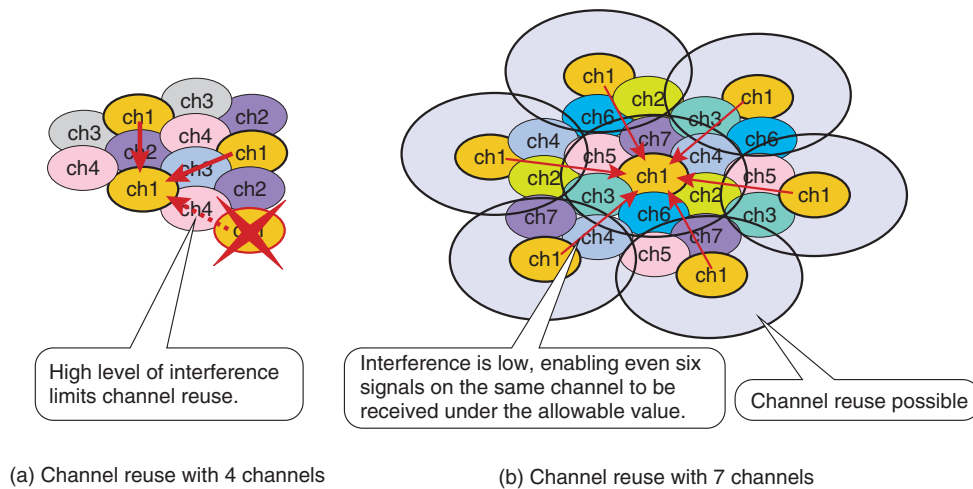 ch3
ch1
ch3
ch2
ch4
ch2
ch1
ch4
ch3
ch1
ch2
ch4
High level of interference
limits channel reuse.
(a) Channel reuse with 4 channels
ch1
ch2
ch1
ch6
ch3
ch7
ch6
ch4
ch5
ch4
ch1
ch5
ch2
ch1
ch3
ch2
ch1
ch7
ch6
ch3
ch4
ch7
ch1
ch5
ch1
Interference is low, enabling even six
signals on the same channel to be
received under the allowable value.
Channel reuse possible
(b) Channel reuse with 7 channels